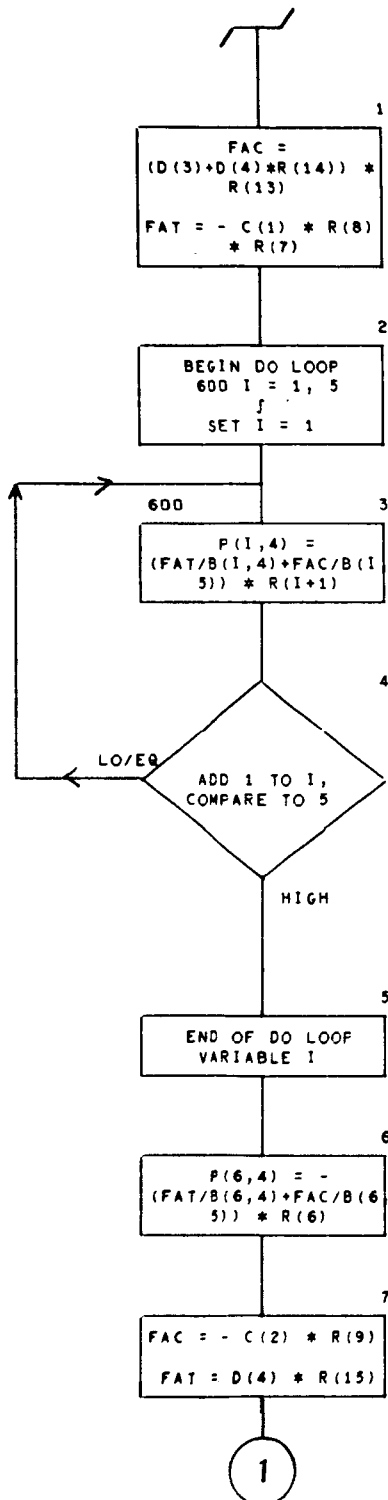 1
FAC =
(D(3)+D(4)*R(14)) *
R(13)
FAT = - C(1) * R(8)
* R(7)
2
BEGIN DO LOOP
600 I = 1, 5
SET I = 1
600
3
P(I,4) =
(FAT/B(I,4)+FAC/B(I
5)) * R(I+1)
4
LO/EQ
ADD 1 TO I,
COMPARE TO 5
HIGH
5
END OF DO LOOP
VARIABLE I
6
P(6,4) = -
(FAT/B(6,4)+FAC/B(6
5)) * R(6)
7
FAC = - C(2) * R(9)
FAT = D(4) * R(15)
1